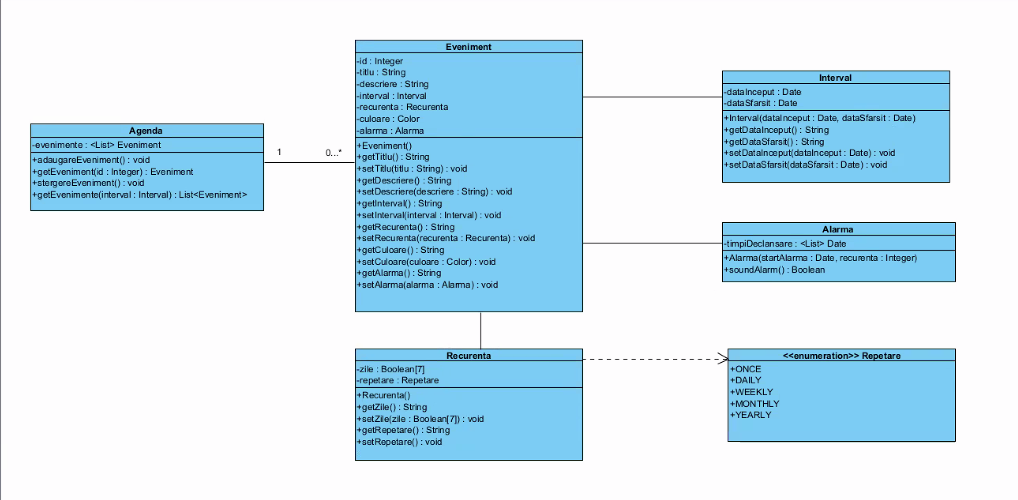 Agenda
-evenimente : <List> Eveniment
+adaugareEveniment() : void
+getEveniment(id : Integer) : Eveniment
+stergereEveniment() : void
+getEvenimente(interval : Interval) : List<Eveniment>
1
0...*
Eveniment
-id : Integer
-titlu : String
-descriere : String
-interval : Interval
-recurenta : Recurenta
-culoare : Color
-alarma : Alarma
+Eveniment()
+getTitlu() : String
+setTitlu(titlu : String) : void
+getDescriere() : String
+setDescriere(descriere : String) : void
+getInterval() : String
+setInterval(interval : Interval) : void
+getRecurenta() : String
+setRecurenta(recurenta : Recurenta) : void
+getCuloare() : String
+setCuloare(culoare : Color) : void
+getAlarma() : String
+setAlarma(alarma : Alarma) : void
Interval
-dataInceput : Date
-dataSfarsit : Date
+Interval(dataInceput : Date, dataSfarsit : Date)
+getDataInceput() : String
+getDataSfarsit() : String
+setDataInceput(dataInceput : Date) : void
+setDataSfarsit(dataSfarsit : Date) : void
Alarma
-timpiDeclansare : <List> Date
+Alarma(startAlarma : Date, recurenta : Integer)
+soundAlarm() : Boolean
Recurenta
-zile : Boolean[7]
-repetare : Repetare
+Recurenta()
+getZile() : String
+setZile(zile : Boolean[7]) : void
+getRepetare() : String
+setRepetare() : void
<<enumeration>> Repetare
+ONCE
+DAILY
+WEEKLY
+MONTHLY
+YEARLY